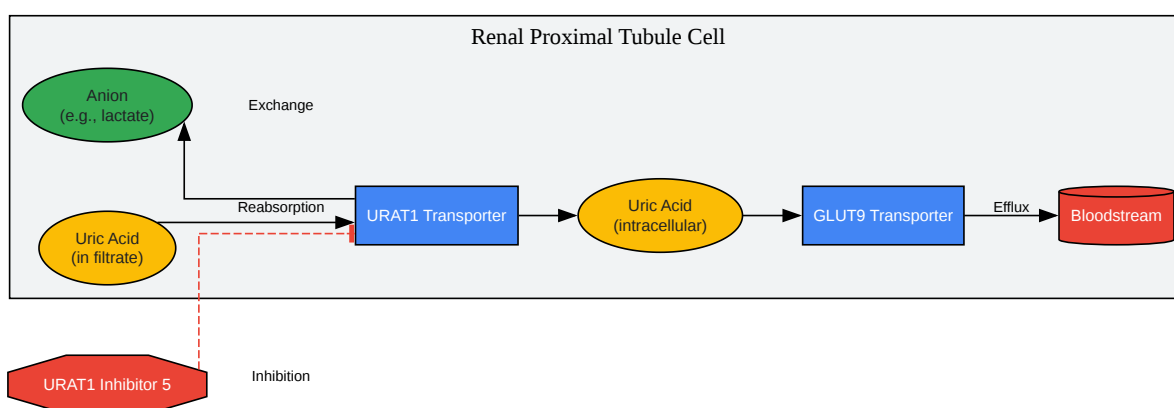 Renal Proximal Tubule Cell
Anion
(e.g., lactate)
Exchange
Reabsorption
URAT1 Transporter
Uric Acid
(in filtrate)
Uric Acid
(intracellular)
GLUT9 Transporter
Efflux
Bloodstream
URAT1 Inhibitor 5
Inhibition